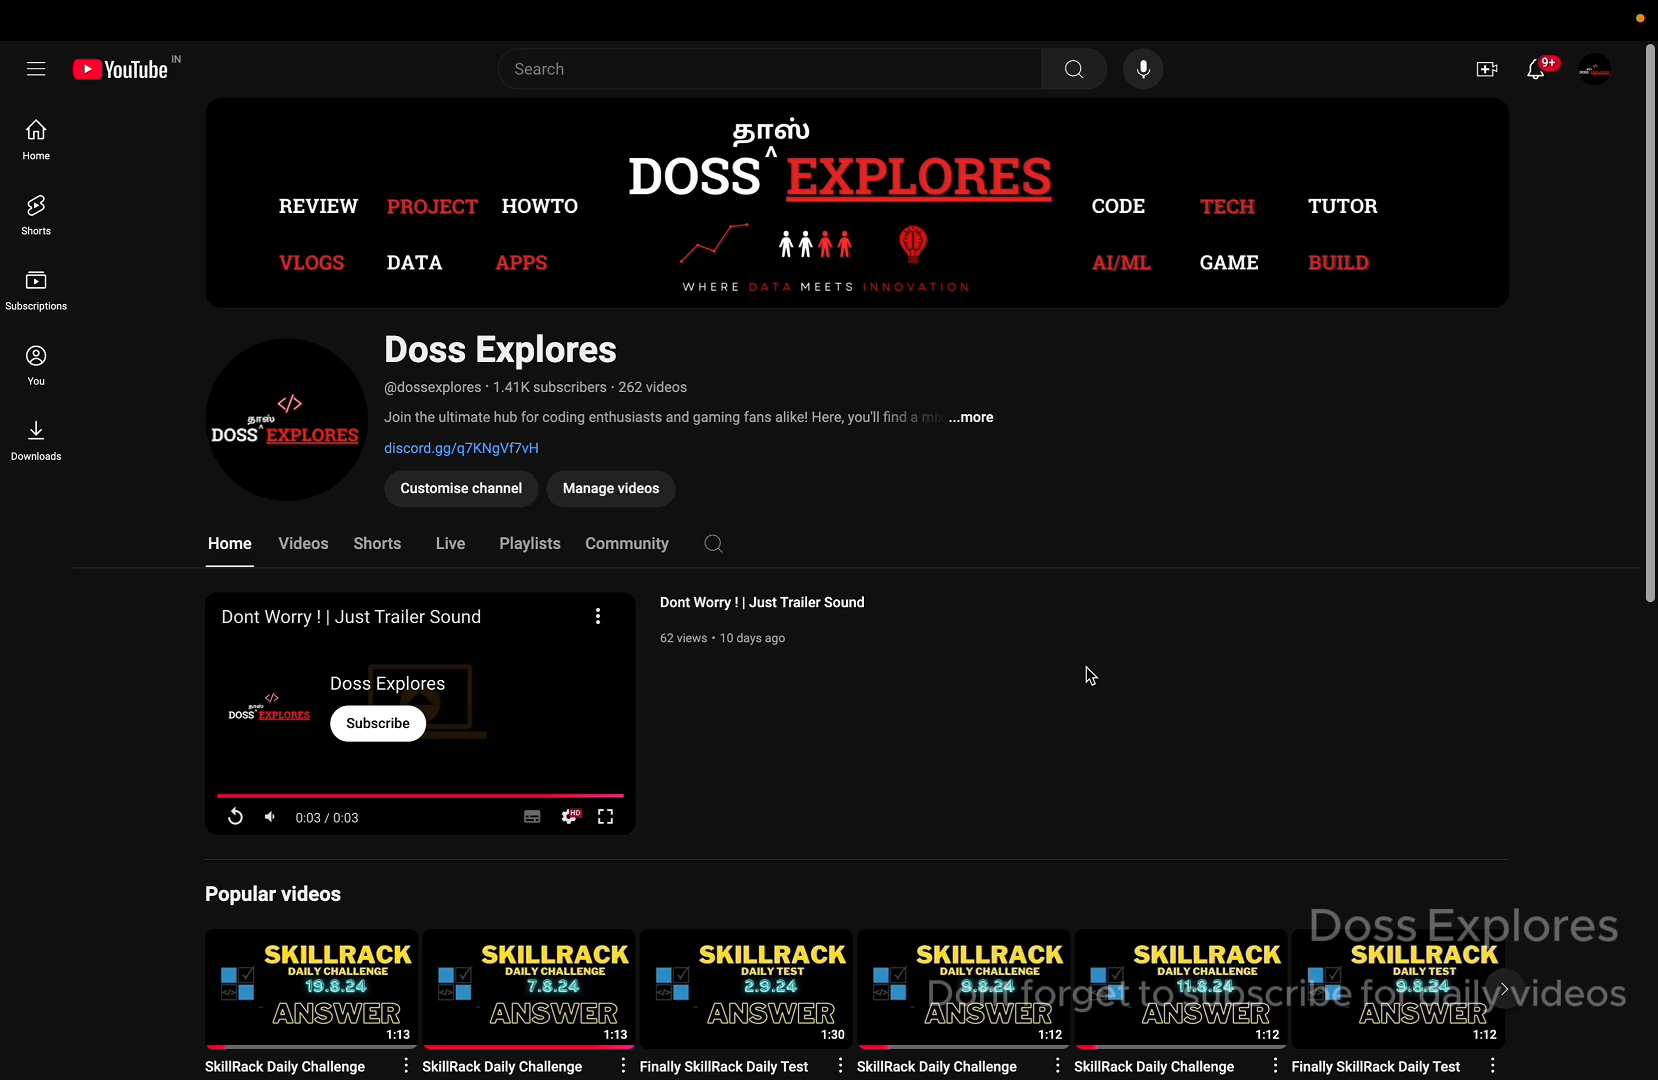 YouTube IN
Search
9+
Home
Shorts
Subscriptions
You
Downloads
தாஸ்
DOSS ^ EXPLORES
REVIEW PROJECT HOWTO
VLOGS DATA APPS
CODE TECH TUTOR
AI/ML GAME BUILD
WHERE DATA MEETS INNOVATION
தாஸ்
DOSS ^ EXPLORES
Doss Explores
@dossexplores · 1.41K subscribers · 262 videos
Join the ultimate hub for coding enthusiasts and gaming fans alike! Here, you'll find a mix ...more
discord.gg/q7KNgVf7vH
Customise channel Manage videos
Home Videos Shorts Live Playlists Community
Dont Worry ! | Just Trailer Sound
Doss Explores
தாஸ்
DOSS ^ EXPLORES
Subscribe
0:03 / 0:03
HD
Dont Worry ! | Just Trailer Sound
62 views • 10 days ago
Popular videos
SKILLRACK
DAILY CHALLENGE
19.8.24
ANSWER
1:13
SkillRack Daily Challenge
SKILLRACK
DAILY CHALLENGE
7.8.24
ANSWER
1:13
SkillRack Daily Challenge
SKILLRACK
DAILY TEST
2.9.24
ANSWER
1:30
Finally SkillRack Daily Test
SKILLRACK
DAILY CHALLENGE
9.8.24
ANSWER
1:12
SkillRack Daily Challenge
SKILLRACK
DAILY CHALLENGE
11.8.24
ANSWER
1:12
SkillRack Daily Challenge
SKILLRACK
DAILY TEST
9.8.24
ANSWER
1:12
Finally SkillRack Daily Test
Doss Explores
Dont forget to subscribe for daily videos